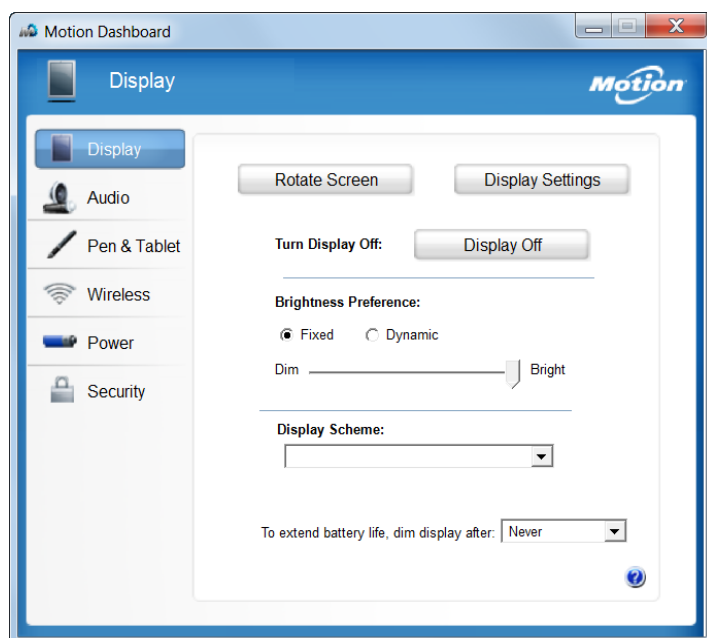 Motion Dashboard
Display
Motion
Display
Audio
Pen & Tablet
Wireless
Power
Security
Rotate Screen Display Settings
Turn Display Off: Display Off
Brightness Preference:
Fixed Dynamic
Dim Bright
Display Scheme:
To extend battery life, dim display after: Never
?